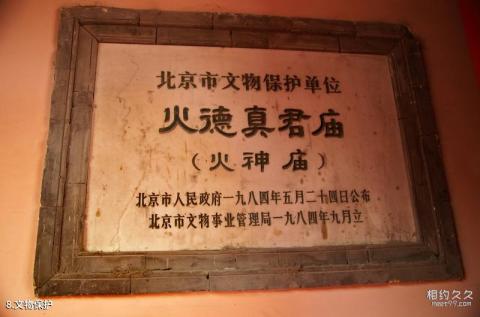 北京市文物保护单位
火德真君庙
（火神庙）
北京市人民政府一九八四年五月二十四日公布
北京市文物事业管理局一九八四年九月立
8.文物保护
相约久久
meet99.com